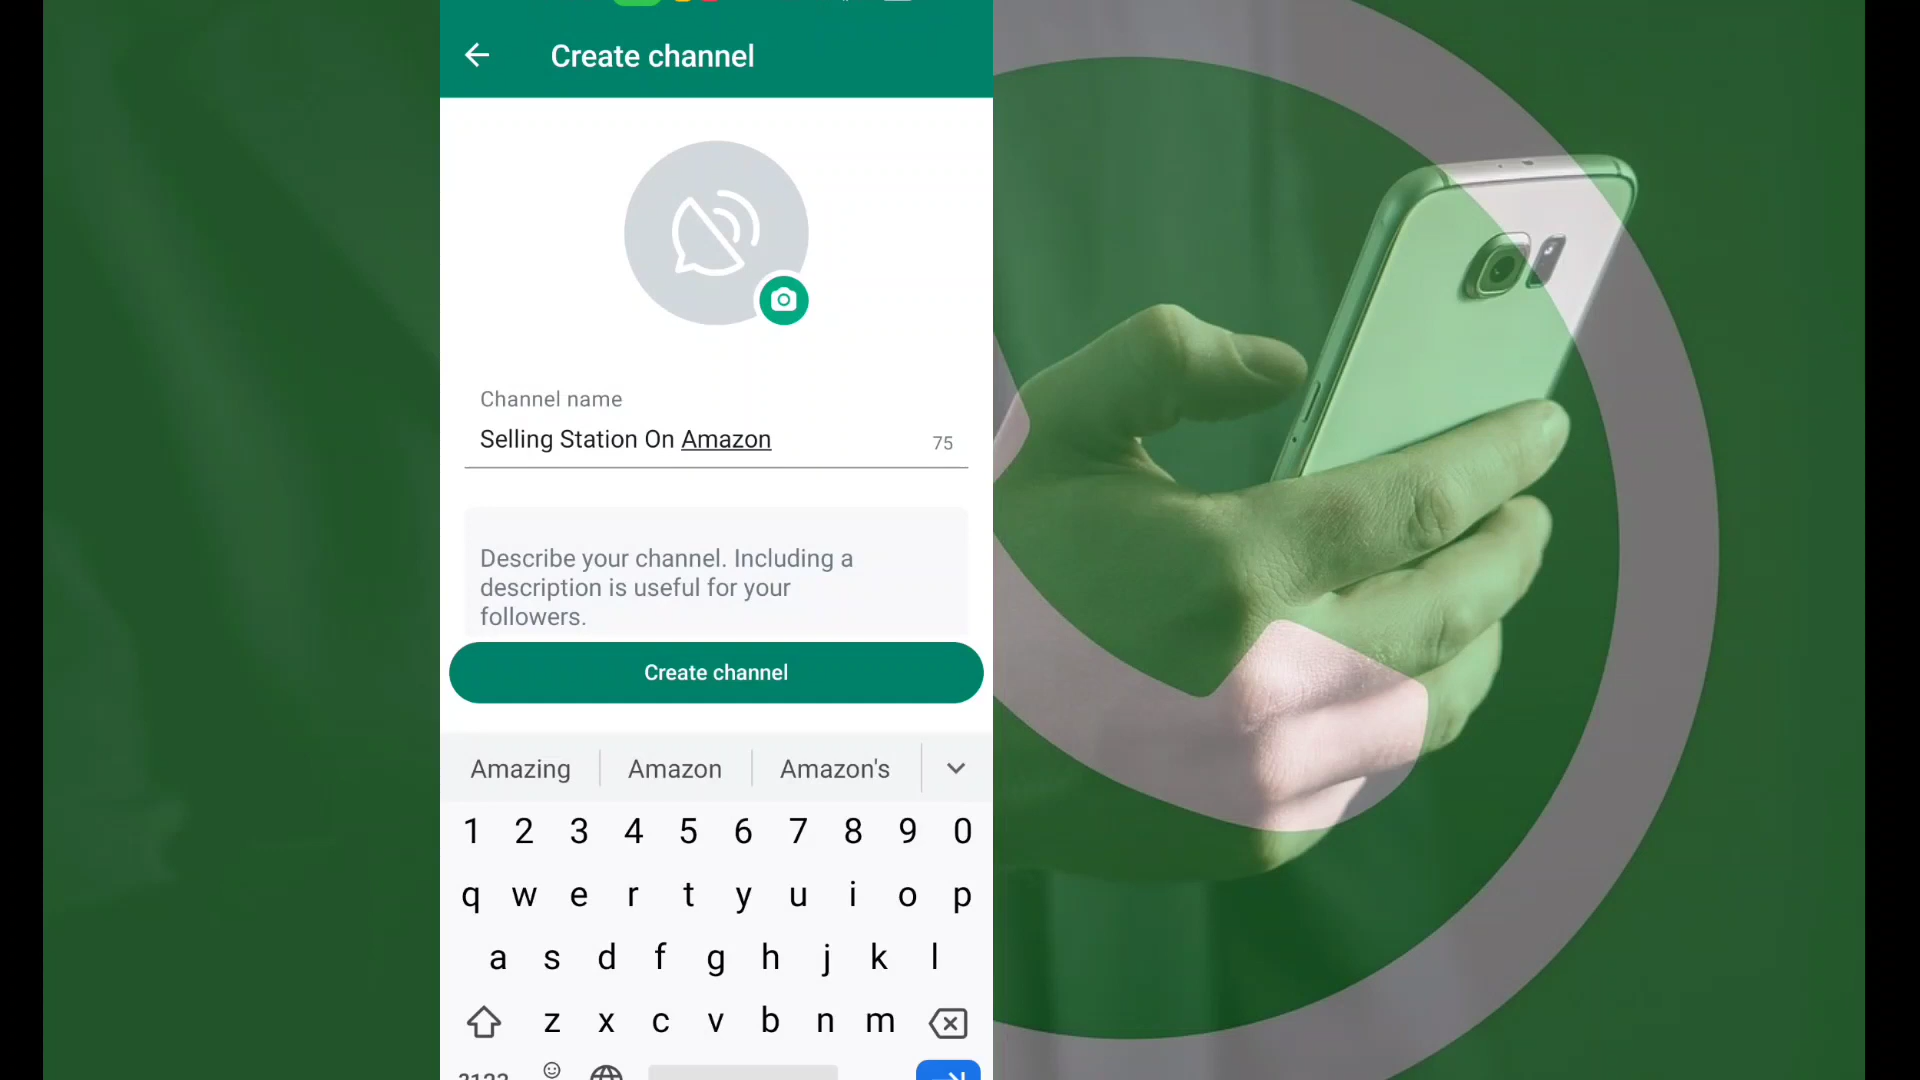 Create channel
Channel name
Selling Station On Amazon
75
Describe your channel. Including a
description is useful for your
followers.
Create channel
Amazing Amazon Amazon's
1 2 3 4 5 6 7 8 9 0
q w e r t y u i o p
a s d f g h j k l
z x c v b n m